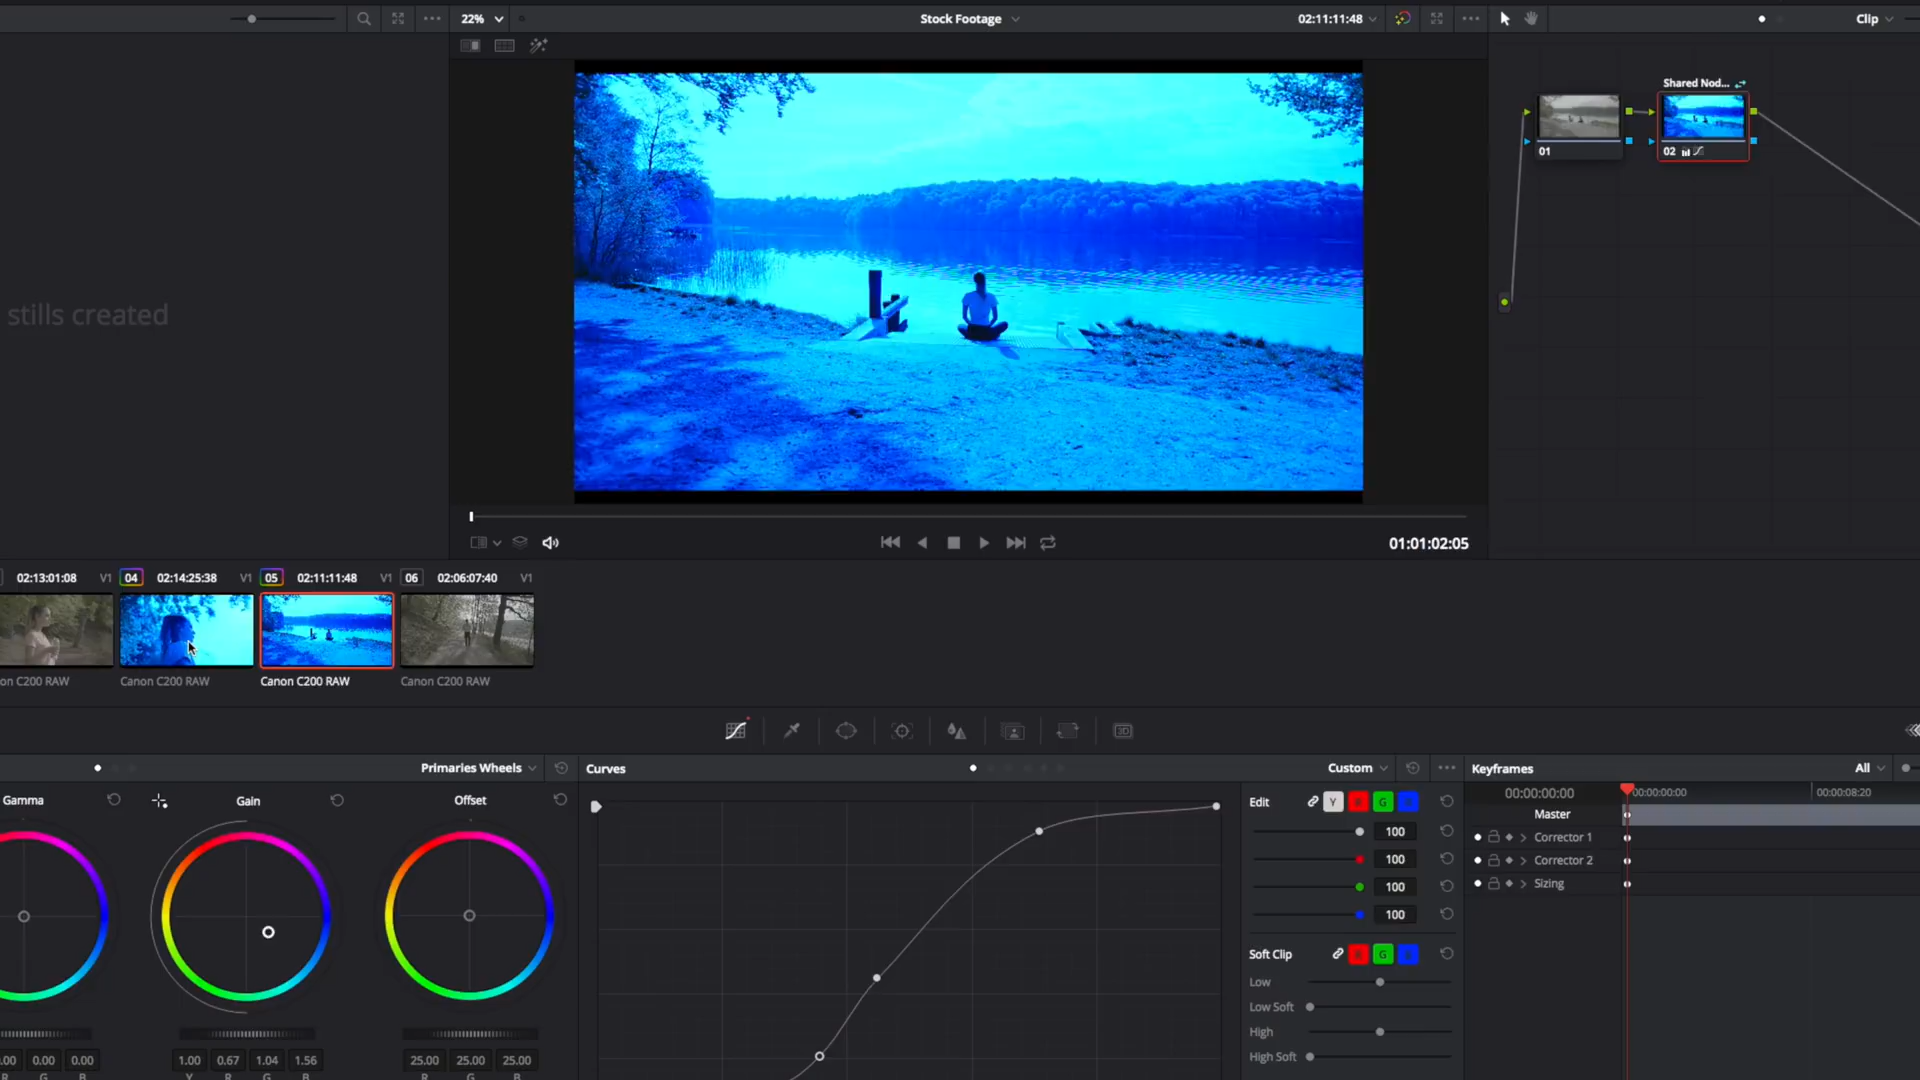 22%
Stock Footage
02:11:11:48
Clip
Shared Nod...
01
02
stills created
01:01:02:05
02:13:01:08 V1 04 02:14:25:38 V1 05 02:11:11:48 V1 06 02:06:07:40 V1
on C200 RAW Canon C200 RAW Canon C200 RAW Canon C200 RAW
3D
Primaries Wheels
Gamma
Gain
Offset
.00 0.00 0.00
R G B
1.00 0.67 1.04 1.56
Y R G B
25.00 25.00 25.00
R G B
Curves
Custom
Edit Y G
100
100
100
100
Soft Clip G
Low
Low Soft
High
High Soft
Keyframes
All
00:00:00:00 00:00:00:00 00:00:08:20
Master
Corrector 1
Corrector 2
Sizing